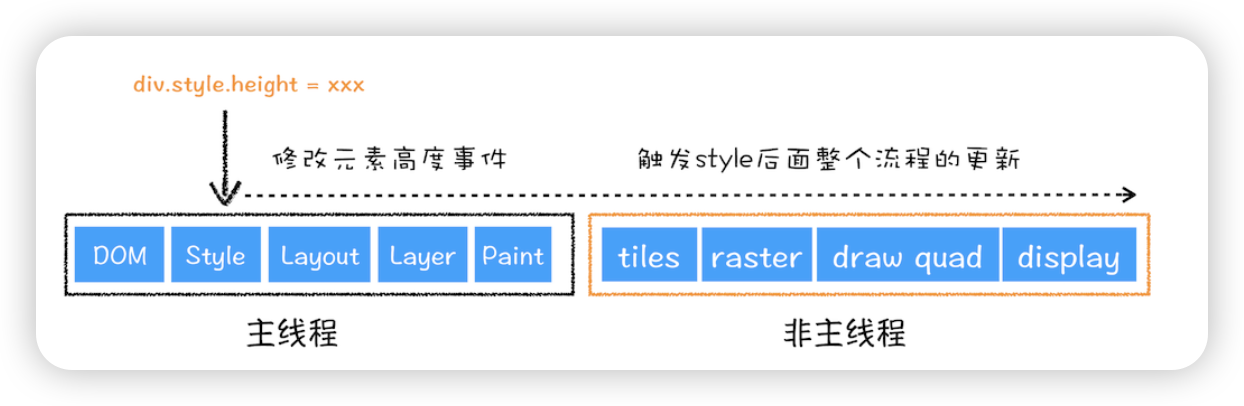 div.style.height = xxx
修改元素高度事件 触发style后面整个流程的更新
DOM Style Layout Layer Paint tiles raster draw quad display
主线程 非主线程